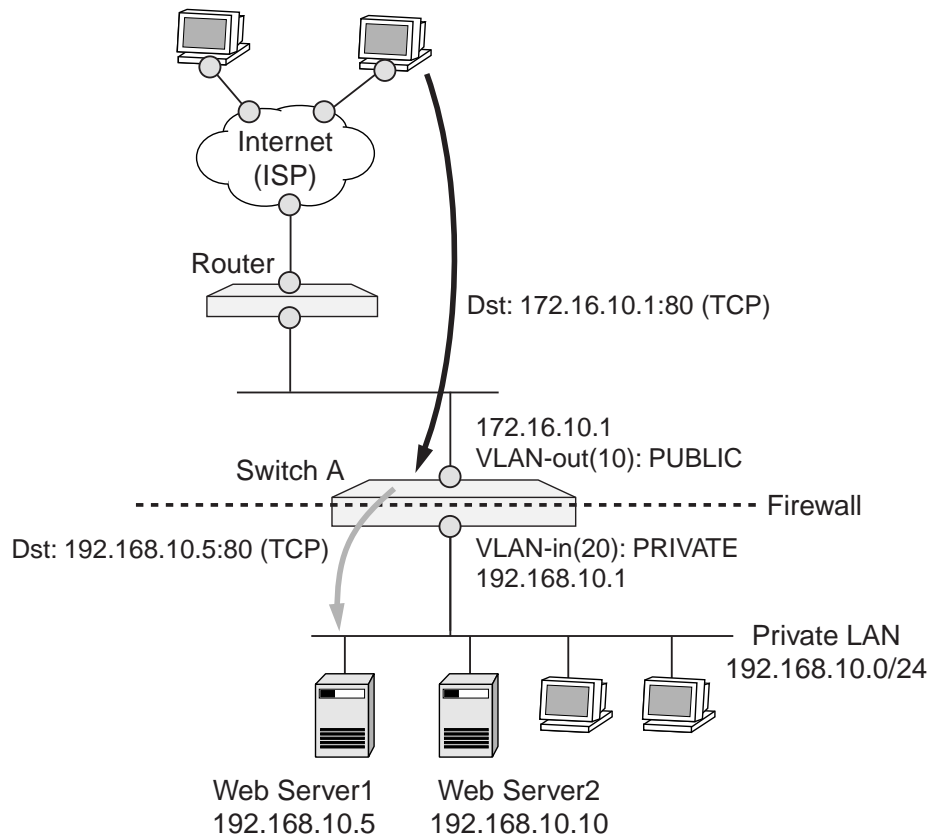 Internet
(ISP)
Router
Dst: 172.16.10.1:80 (TCP)
172.16.10.1
VLAN-out(10): PUBLIC
Switch A
Firewall
Dst: 192.168.10.5:80 (TCP)
VLAN-in(20): PRIVATE
192.168.10.1
Private LAN
192.168.10.0/24
Web Server1
192.168.10.5
Web Server2
192.168.10.10